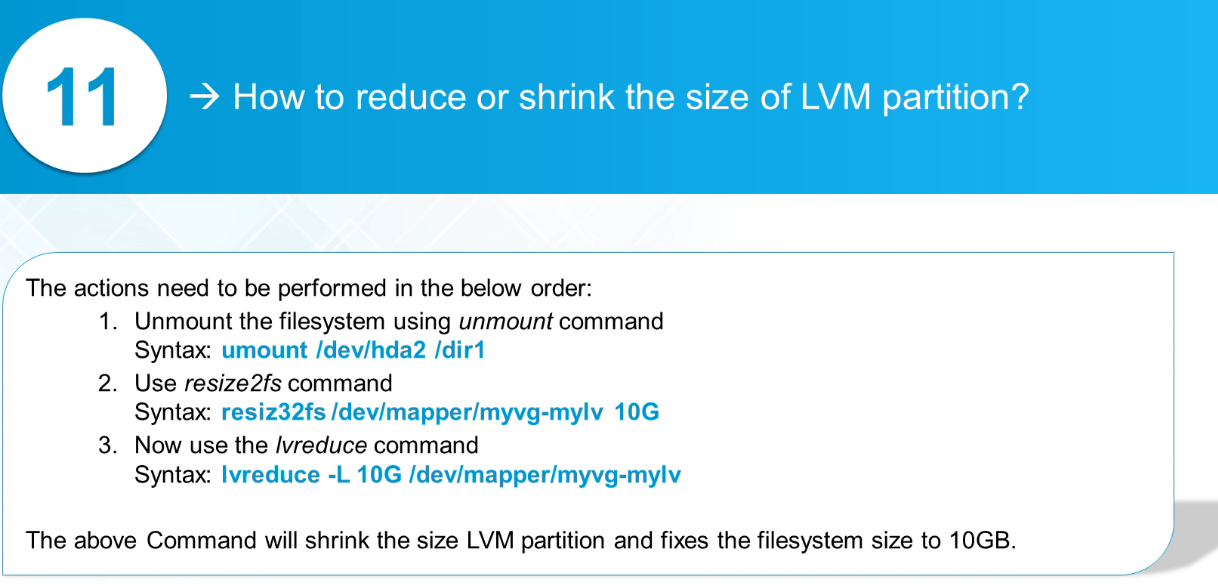 11
→ How to reduce or shrink the size of LVM partition?
The actions need to be performed in the below order:
1. Unmount the filesystem using unmount command
Syntax: umount /dev/hda2 /dir1
2. Use resize2fs command
Syntax: resiz32fs /dev/mapper/myvg-mylv 10G
3. Now use the lvreduce command
Syntax: lvreduce -L 10G /dev/mapper/myvg-mylv
The above Command will shrink the size LVM partition and fixes the filesystem size to 10GB.